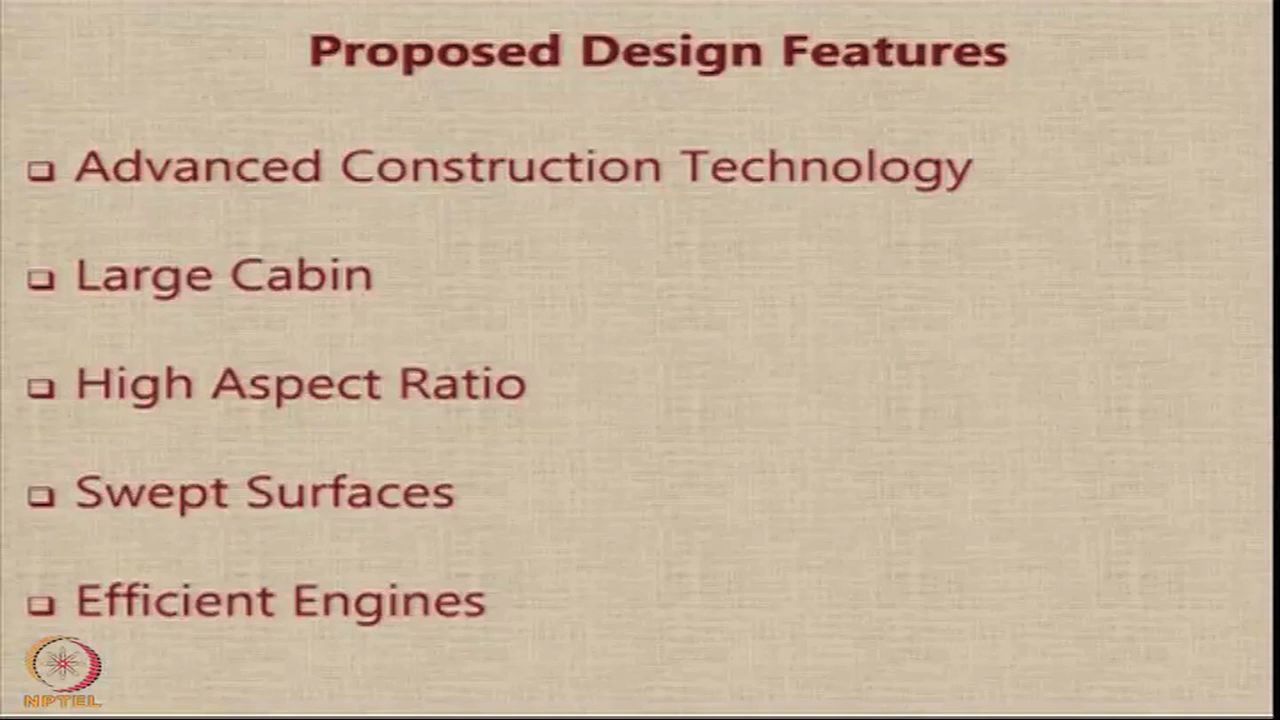 Proposed Design Features
Advanced Construction Technology
Large Cabin
High Aspect Ratio
Swept Surfaces
Efficient Engines
NPTEL